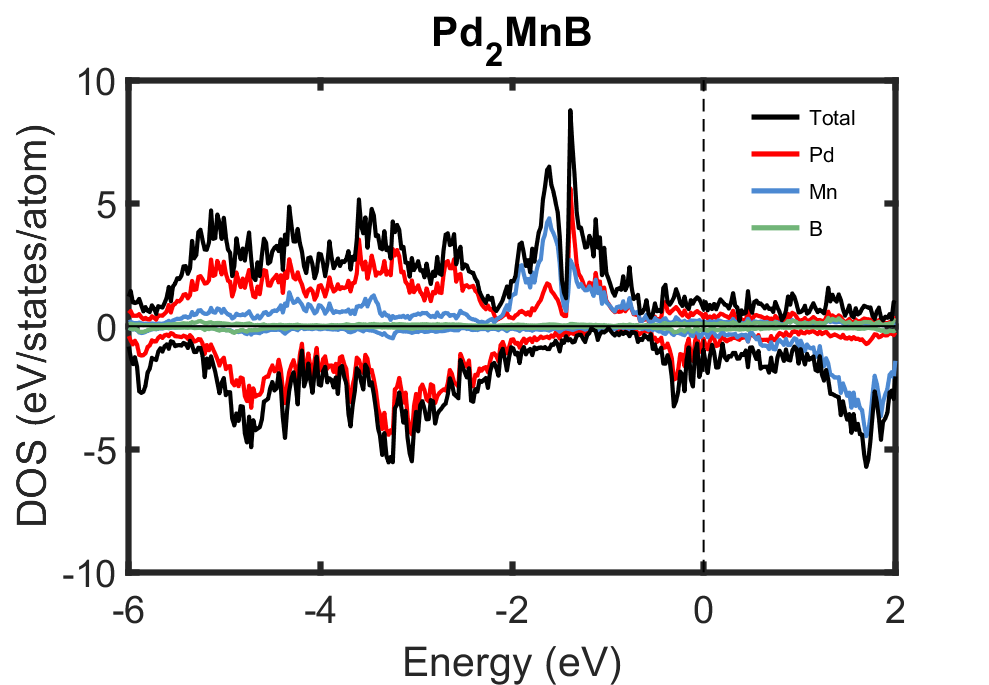 Pd₂MnB
10
5
0
-5
-10
DOS (eV/states/atom)
Total
Pd
Mn
B
-6 -4 -2 0 2
Energy (eV)